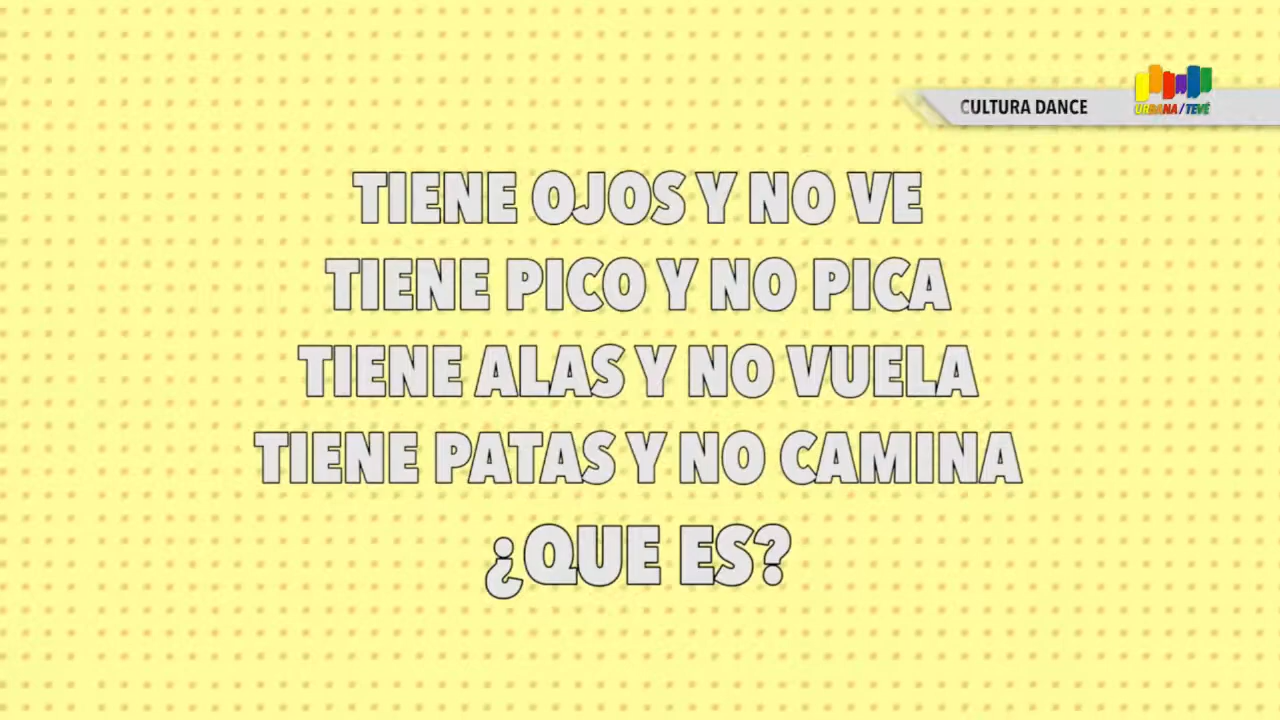 CULTURA DANCE
URBANA/TEVÉ
TIENE OJOS Y NO VE
TIENE PICO Y NO PICA
TIENE ALAS Y NO VUELA
TIENE PATAS Y NO CAMINA
¿QUE ES?